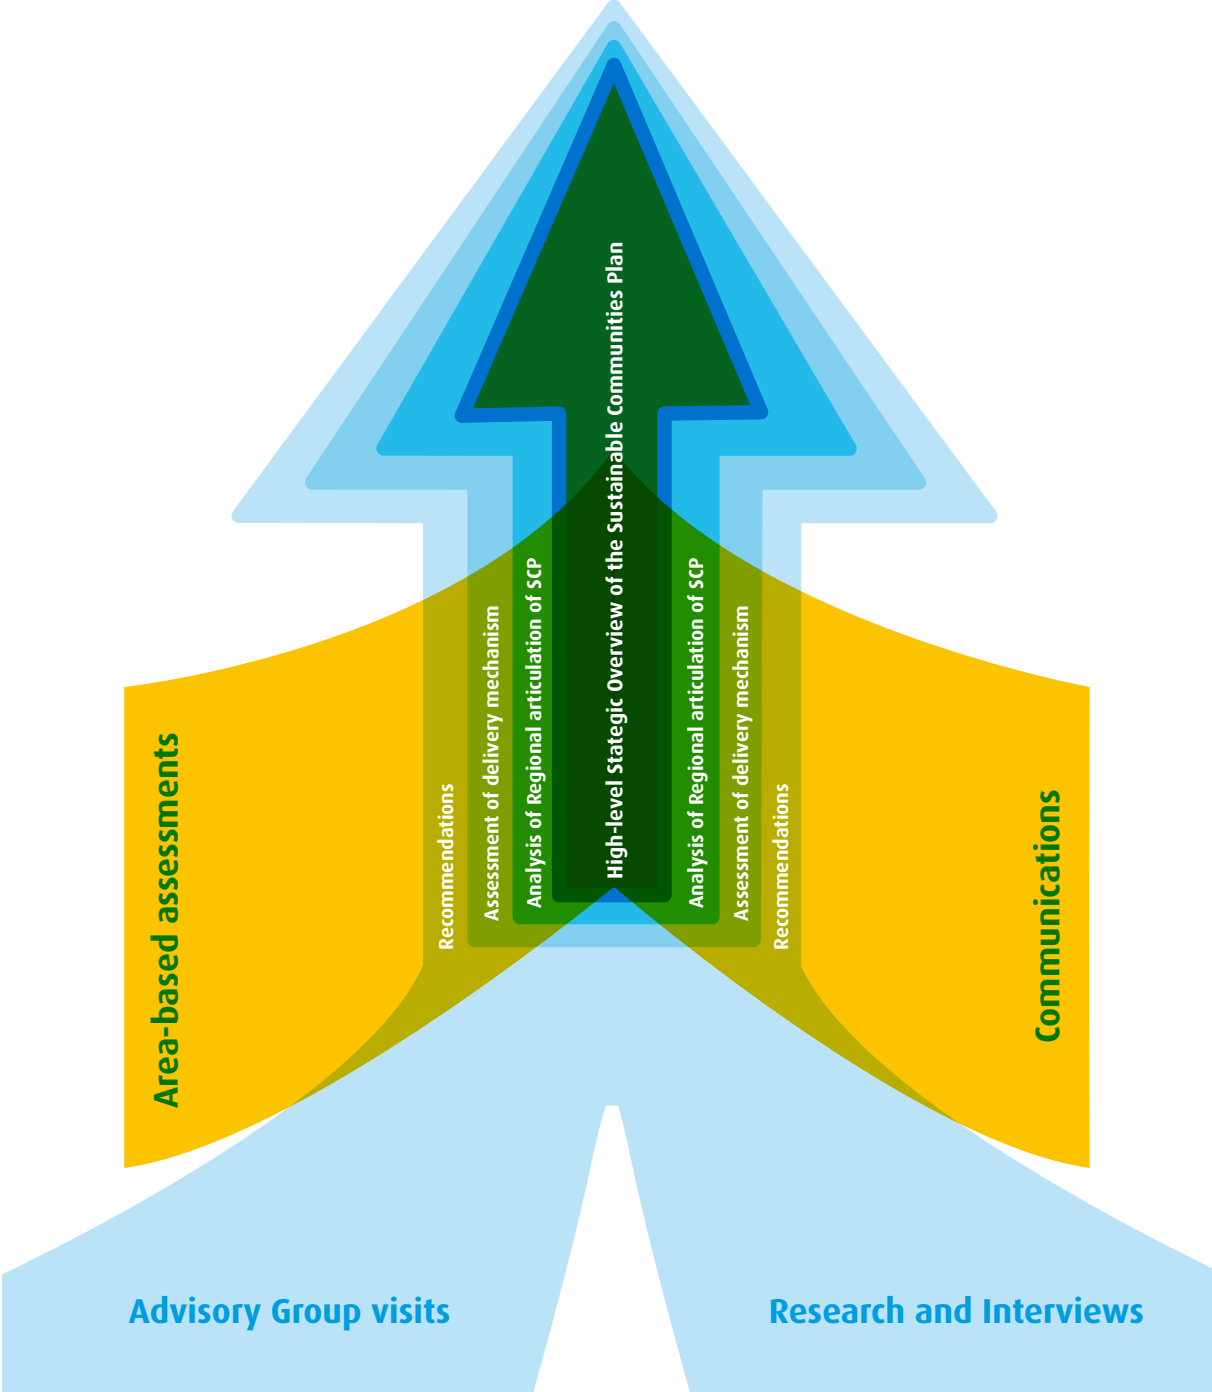 Area-based assessments
Recommendations
Assessment of delivery mechanism
Analysis of Regional articulation of SCP
High-level Stategic Overview of the Sustainable Communities Plan
Analysis of Regional articulation of SCP
Assessment of delivery mechanism
Recommendations
Communications
Advisory Group visits
Research and Interviews